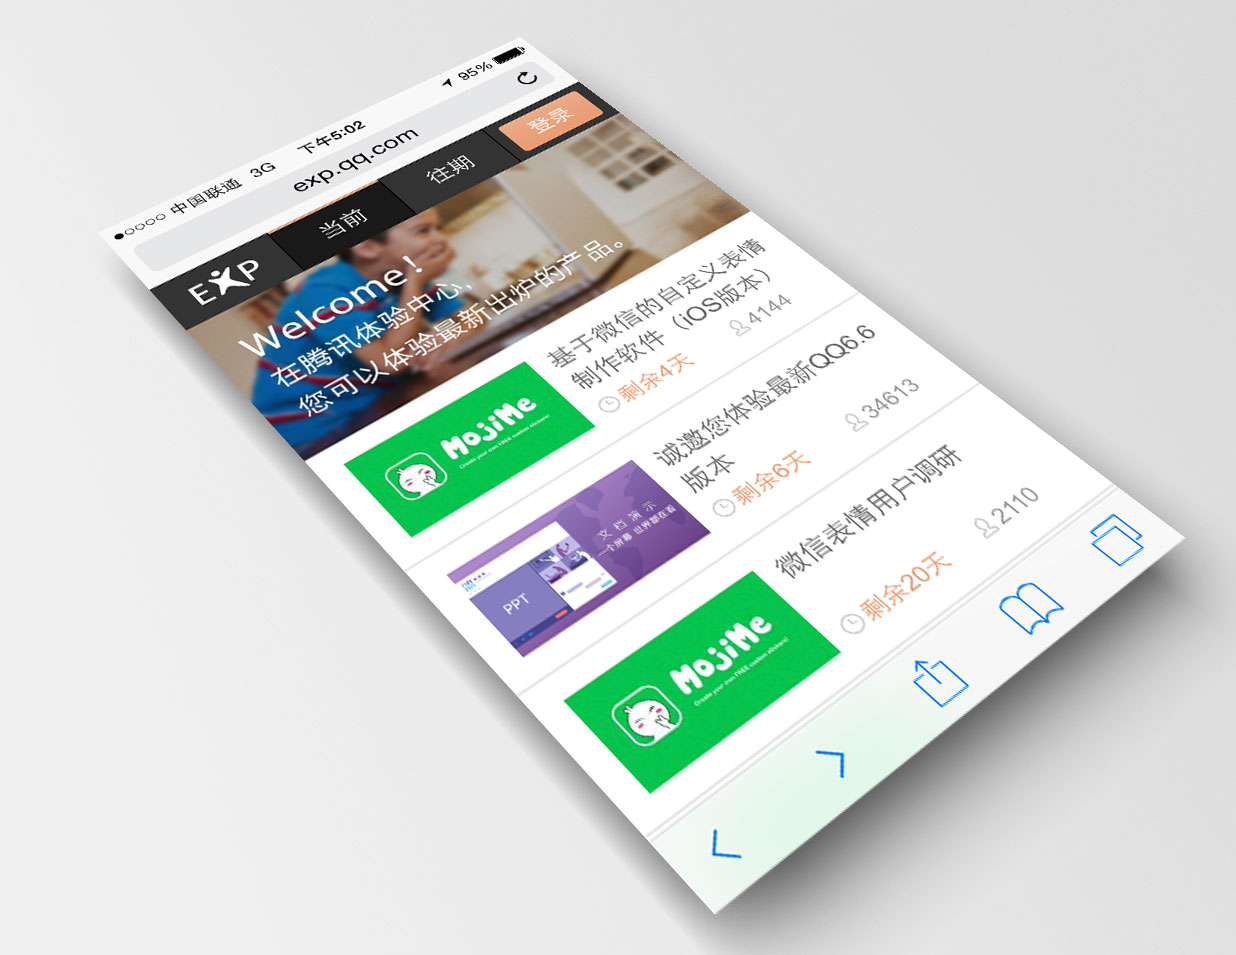 中国联通 3G 下午5:02 95%
exp.qq.com
EXP 当前 往期 登录
Welcome!
在腾讯体验中心,
您可以体验最新出炉的产品。
MojiMe
Create your own FREE custom stickers!
基于微信的自定义表情
制作软件（iOS版本）
剩余4天 4144
PPT
文档演示
一个屏幕 世界都在看
诚邀您体验最新QQ6.6
版本
剩余6天 34613
MojiMe
Create your own FREE custom stickers!
微信表情用户调研
剩余20天 2110